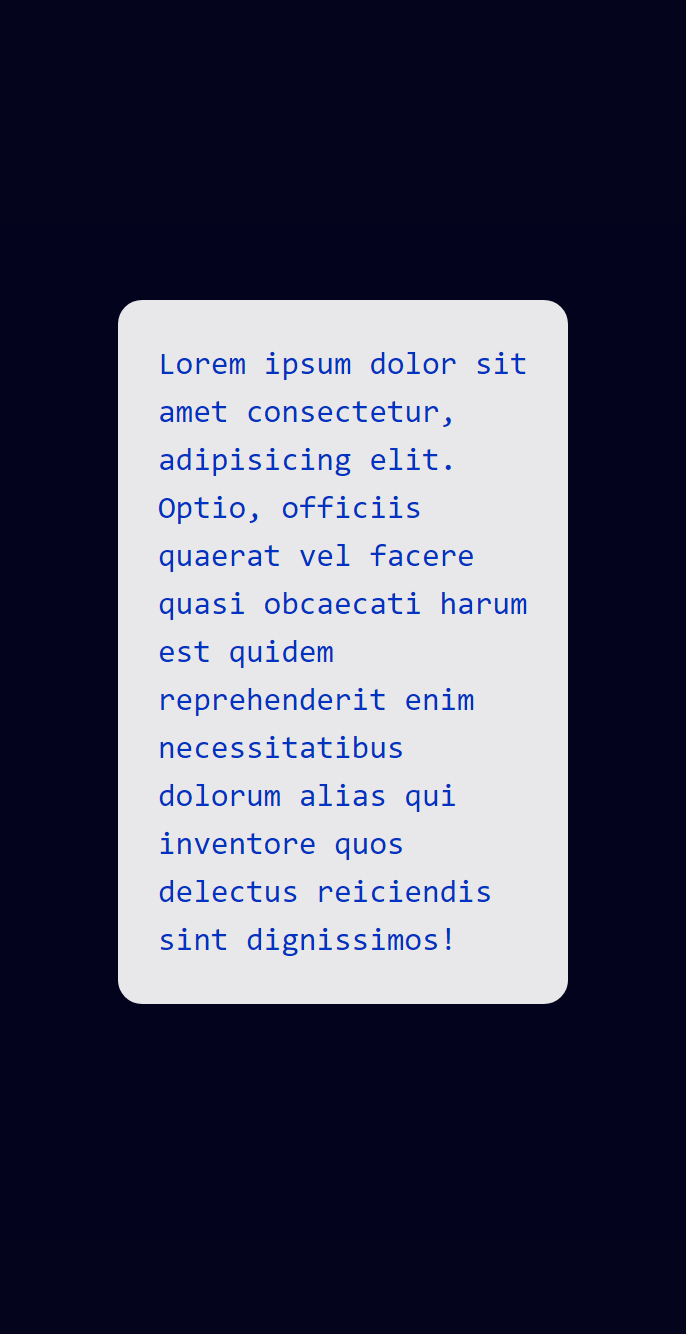 Lorem ipsum dolor sit
amet consectetur,
adipisicing elit.
Optio, officiis
quaerat vel facere
quasi obcaecati harum
est quidem
reprehenderit enim
necessitatibus
dolorum alias qui
inventore quos
delectus reiciendis
sint dignissimos!